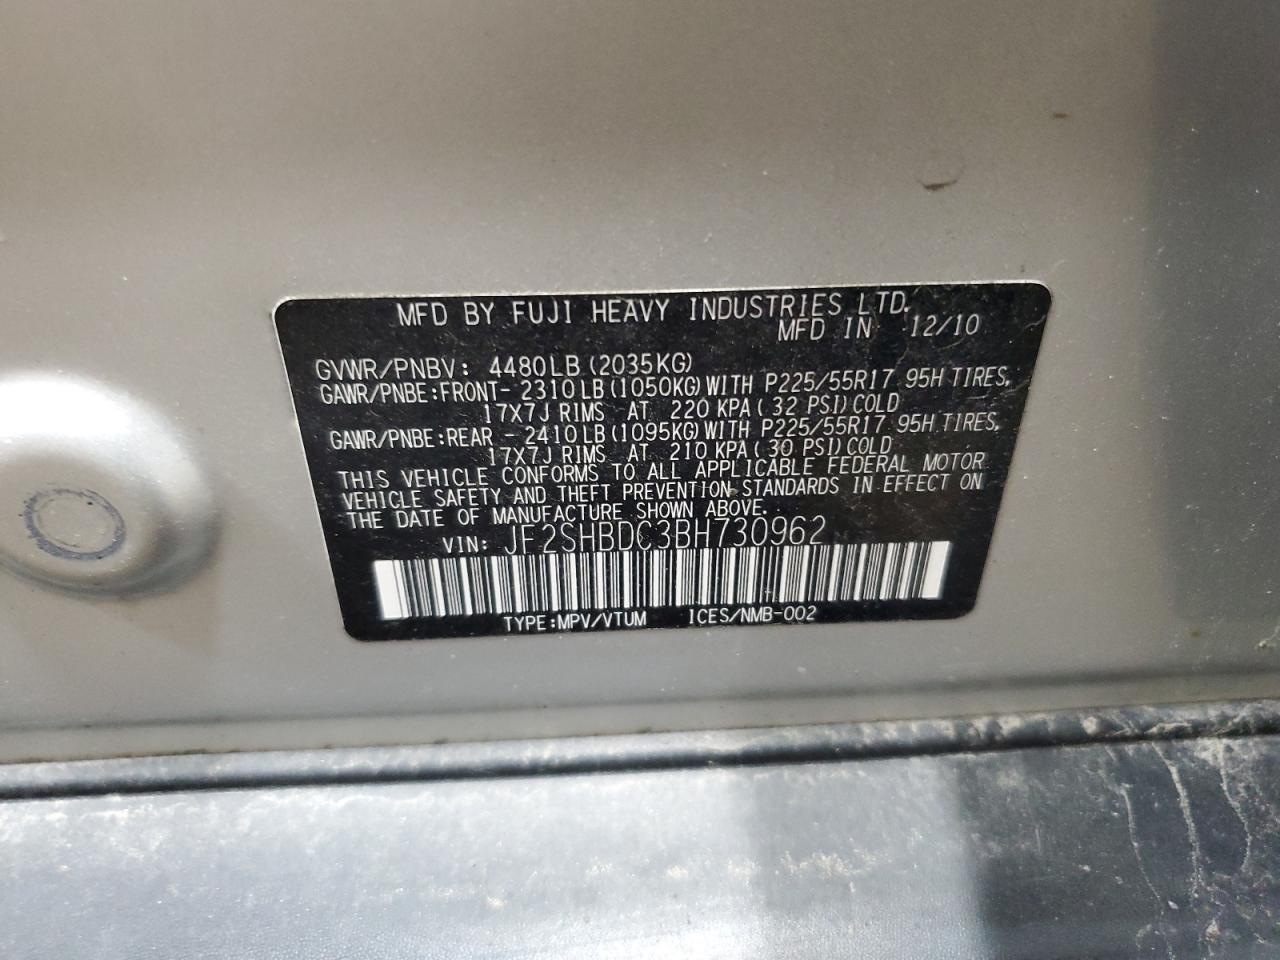 MFD BY FUJI HEAVY INDUSTRIES LTD.
MFD IN 12/10
GVWR/PNBV: 4480LB (2035KG)
GAWR/PNBE:FRONT- 2310LB (1050KG) WITH P225/55R17 95H TIRES,
17X7J RIMS AT 220 KPA ( 32 PSI) COLD
GAWR/PNBE:REAR - 2410LB (1095KG) WITH P225/55R17 95H TIRES,
17X7J RIMS AT 210 KPA ( 30 PSI) COLD
THIS VEHICLE CONFORMS TO ALL APPLICABLE FEDERAL MOTOR
VEHICLE SAFETY AND THEFT PREVENTION STANDARDS IN EFFECT ON
THE DATE OF MANUFACTURE SHOWN ABOVE.
VIN: JF2SHBDC3BH730962
TYPE:MPV/VTUM ICES/NMB-002